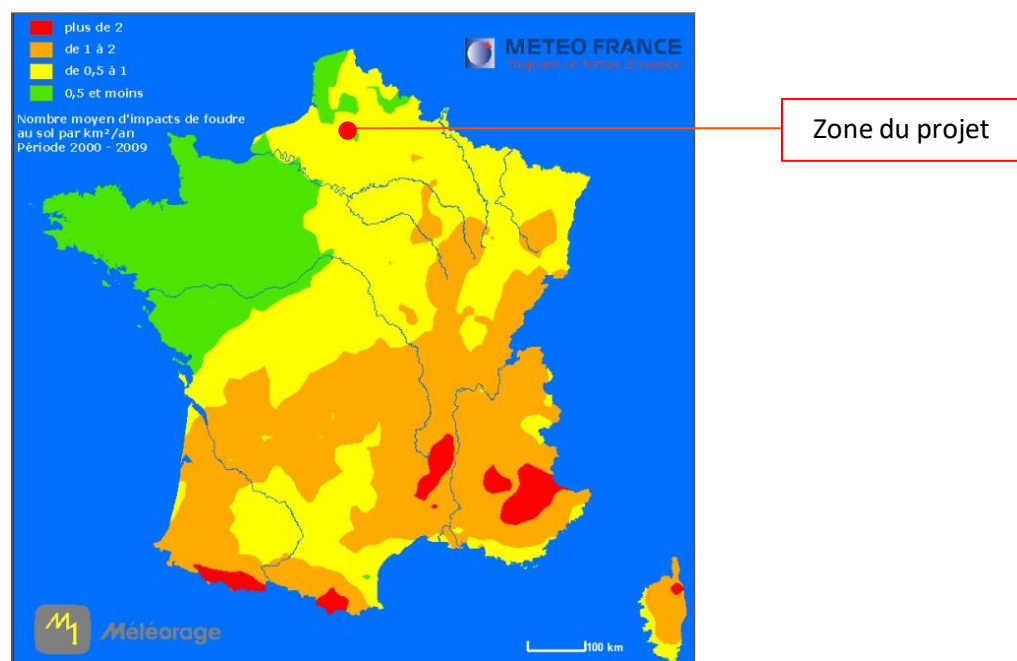 plus de 2
de 1 à 2
de 0,5 à 1
0,5 et moins
Nombre moyen d'impacts de foudre
au sol par km²/an
Période 2000 - 2009
METEO FRANCE
Toujours un temps d'avance
Zone du projet
Météorage
100 km